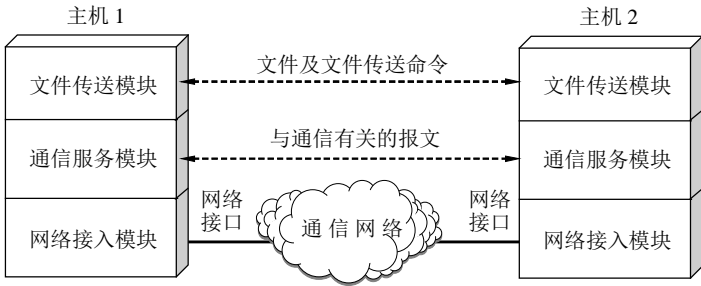 主机 1
主机 2
文件传送模块
文件及文件传送命令
文件传送模块
通信服务模块
与通信有关的报文
通信服务模块
网络
接口
网络
接口
网络接入模块
通信网络
网络接入模块